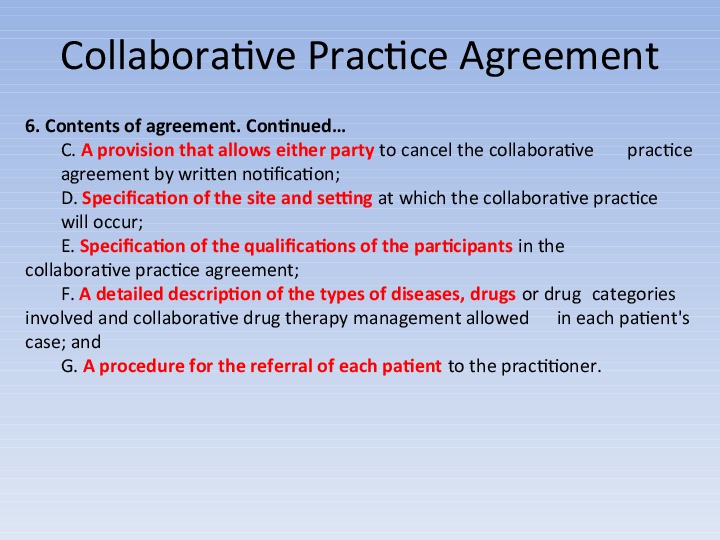 Collaborative Practice Agreement
6. Contents of agreement. Continued…
C. A provision that allows either party to cancel the collaborative practice
agreement by written notification;
D. Specification of the site and setting at which the collaborative practice
will occur;
E. Specification of the qualifications of the participants in the
collaborative practice agreement;
F. A detailed description of the types of diseases, drugs or drug categories
involved and collaborative drug therapy management allowed in each patient's
case; and
G. A procedure for the referral of each patient to the practitioner.